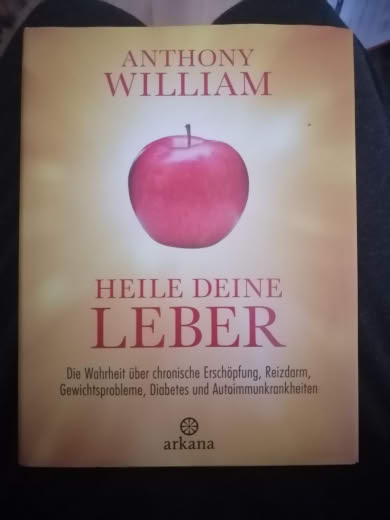 ANTHONY
WILLIAM
HEILE DEINE
LEBER
Die Wahrheit über chronische Erschöpfung, Reizdarm,
Gewichtsprobleme, Diabetes und Autoimmunkrankheiten
arkana